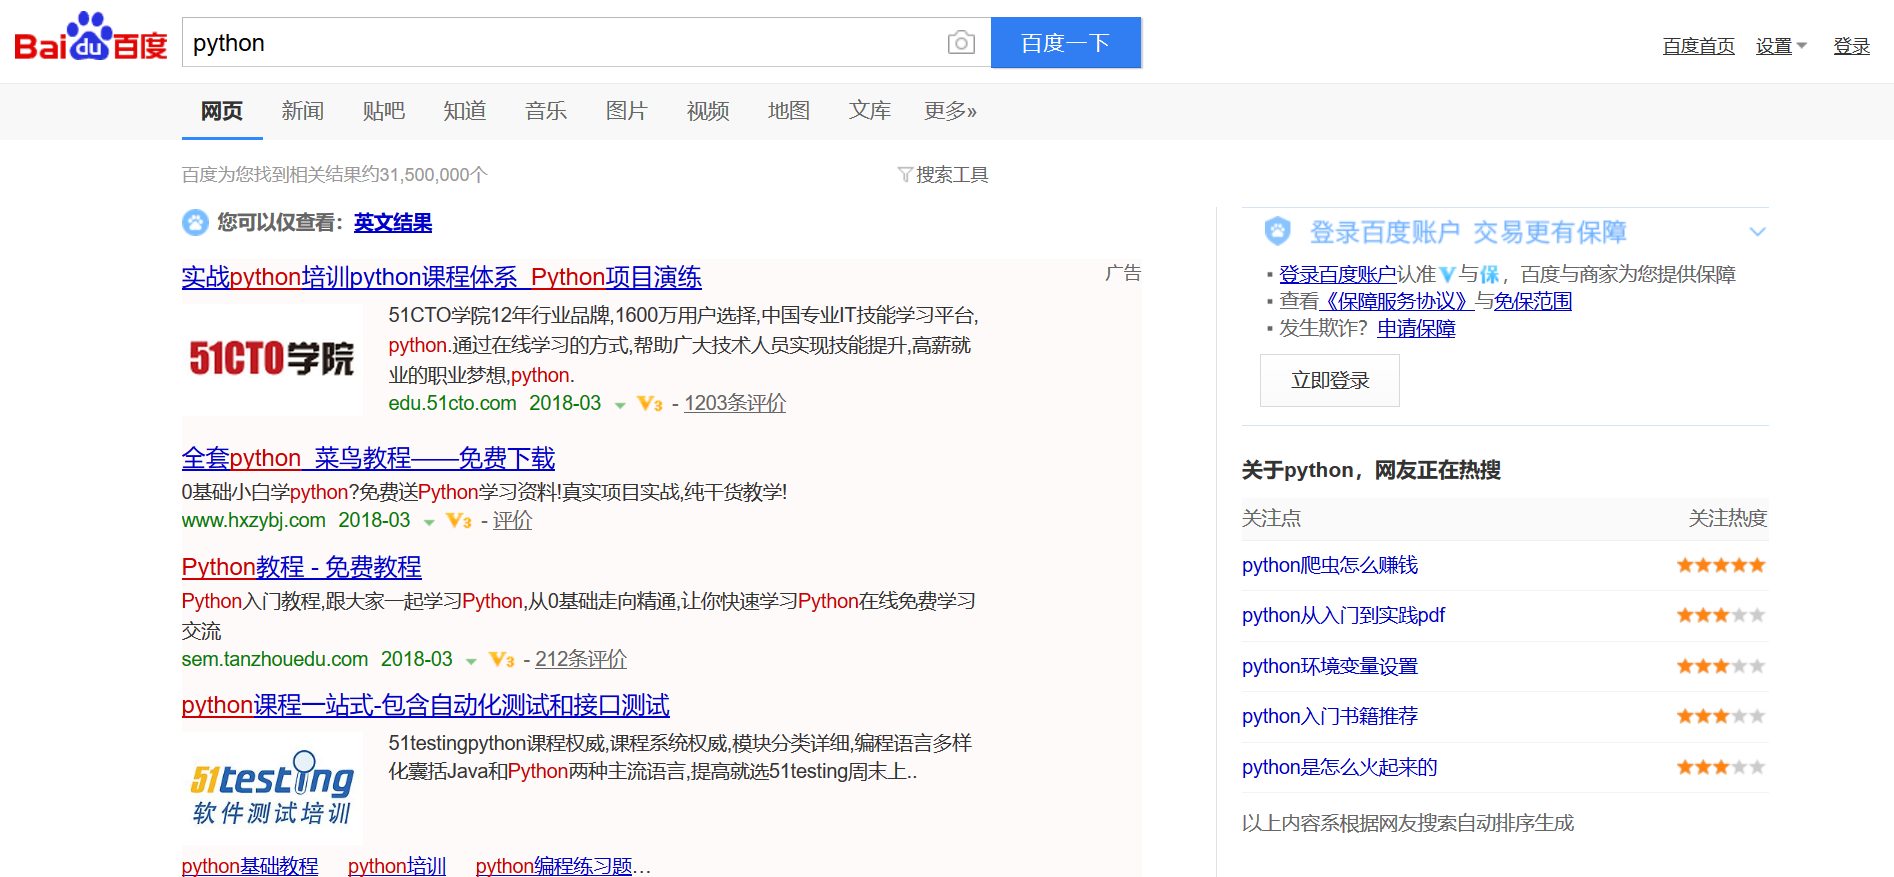 Baidu百度 python 百度一下 百度首页 设置 登录
网页 新闻 贴吧 知道 音乐 图片 视频 地图 文库 更多»
百度为您找到相关结果约31,500,000个 搜索工具
您可以仅查看：英文结果
实战python培训python课程体系 Python项目演练 广告
51CTO学院
51CTO学院12年行业品牌,1600万用户选择,中国专业IT技能学习平台,
python.通过在线学习的方式,帮助广大技术人员实现技能提升,高薪就
业的职业梦想,python.
edu.51cto.com 2018-03 V3 - 1203条评价
全套python 菜鸟教程——免费下载
0基础小白学python?免费送Python学习资料!真实项目实战,纯干货教学!
www.hxzybj.com 2018-03 V3 - 评价
Python教程 - 免费教程
Python入门教程,跟大家一起学习Python,从0基础走向精通,让你快速学习Python在线免费学习
交流
sem.tanzhouedu.com 2018-03 V3 - 212条评价
python课程一站式-包含自动化测试和接口测试
51testing
软件测试培训
51testingpython课程权威,课程系统权威,模块分类详细,编程语言多样
化囊括Java和Python两种主流语言,提高就选51testing周末上..
python基础教程 python培训 python编程练习题...
登录百度账户 交易更有保障
登录百度账户认准V与保，百度与商家为您提供保障
查看《保障服务协议》与免保范围
发生欺诈？申请保障
立即登录
关于python，网友正在热搜
关注点 关注热度
python爬虫怎么赚钱
python从入门到实践pdf
python环境变量设置
python入门书籍推荐
python是怎么火起来的
以上内容系根据网友搜索自动排序生成